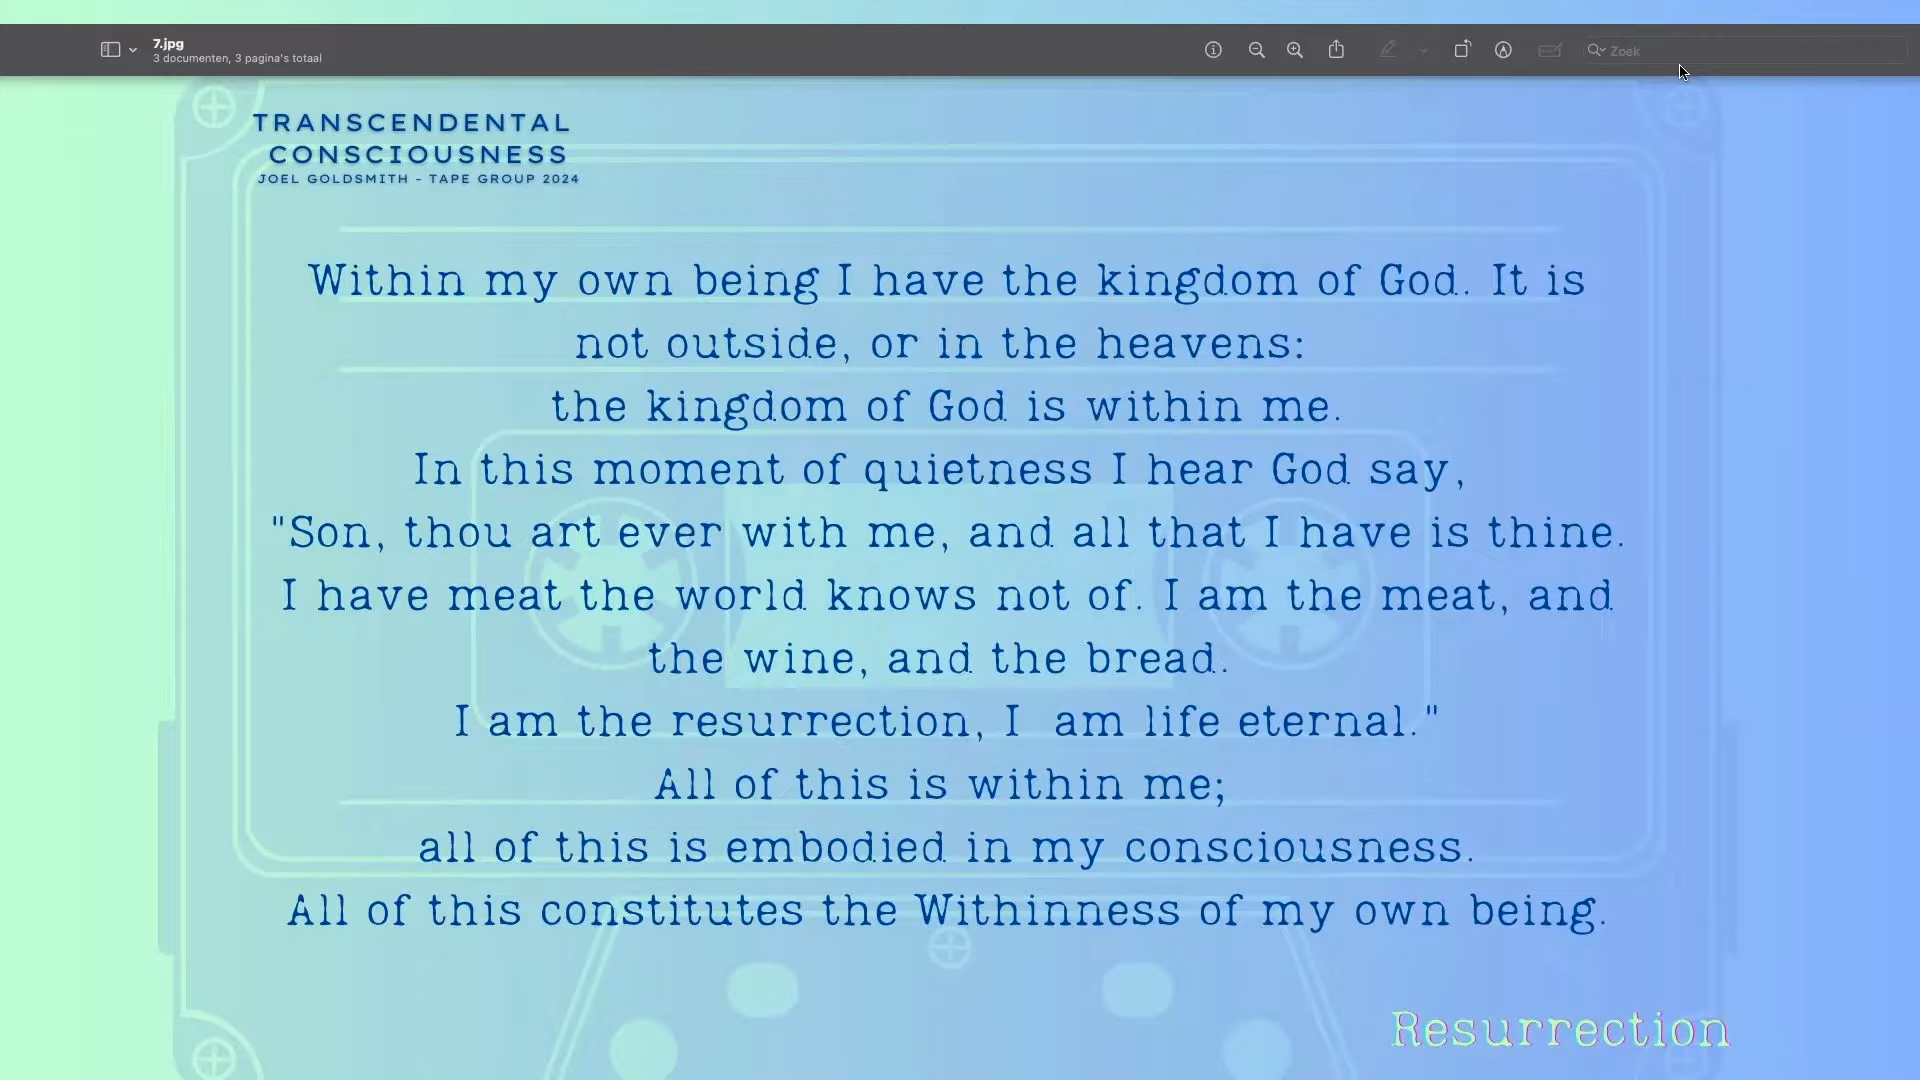 7.jpg
3 documenten, 3 pagina's totaal
Zoek
TRANSCENDENTAL
CONSCIOUSNESS
JOEL GOLDSMITH - TAPE GROUP 2024
Within my own being I have the kingdom of God. It is
not outside, or in the heavens:
the kingdom of God is within me.
In this moment of quietness I hear God say,
"Son, thou art ever with me, and all that I have is thine.
I have meat the world knows not of. I am the meat, and
the wine, and the bread.
I am the resurrection, I am life eternal."
All of this is within me;
all of this is embodied in my consciousness.
All of this constitutes the Withinness of my own being.
Resurrection